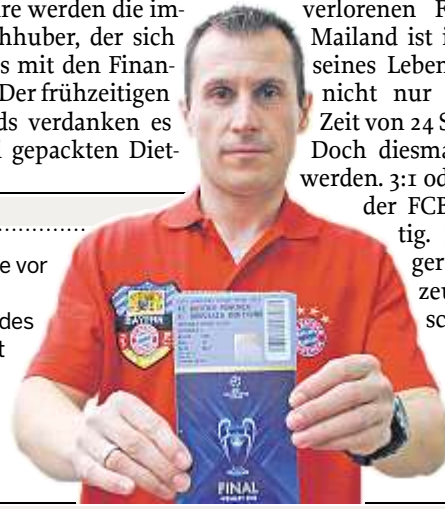 re werden die im-
hhuber, der sich
s mit den Finan-
Der frühzeitigen
ds verdanken es
gepackten Diet-
e vor
des
t
verlorenen F
Mailand ist i
seines Leben
nicht nur
Zeit von 24 S
Doch diesma
werden. 3:1 od
der FCB
tig.
ger
zeu
sc
BAYERN
FC BAYERN MÜNCHEN
BORUSSIA DORTMUND
FINAL
WEMBLEY 2013